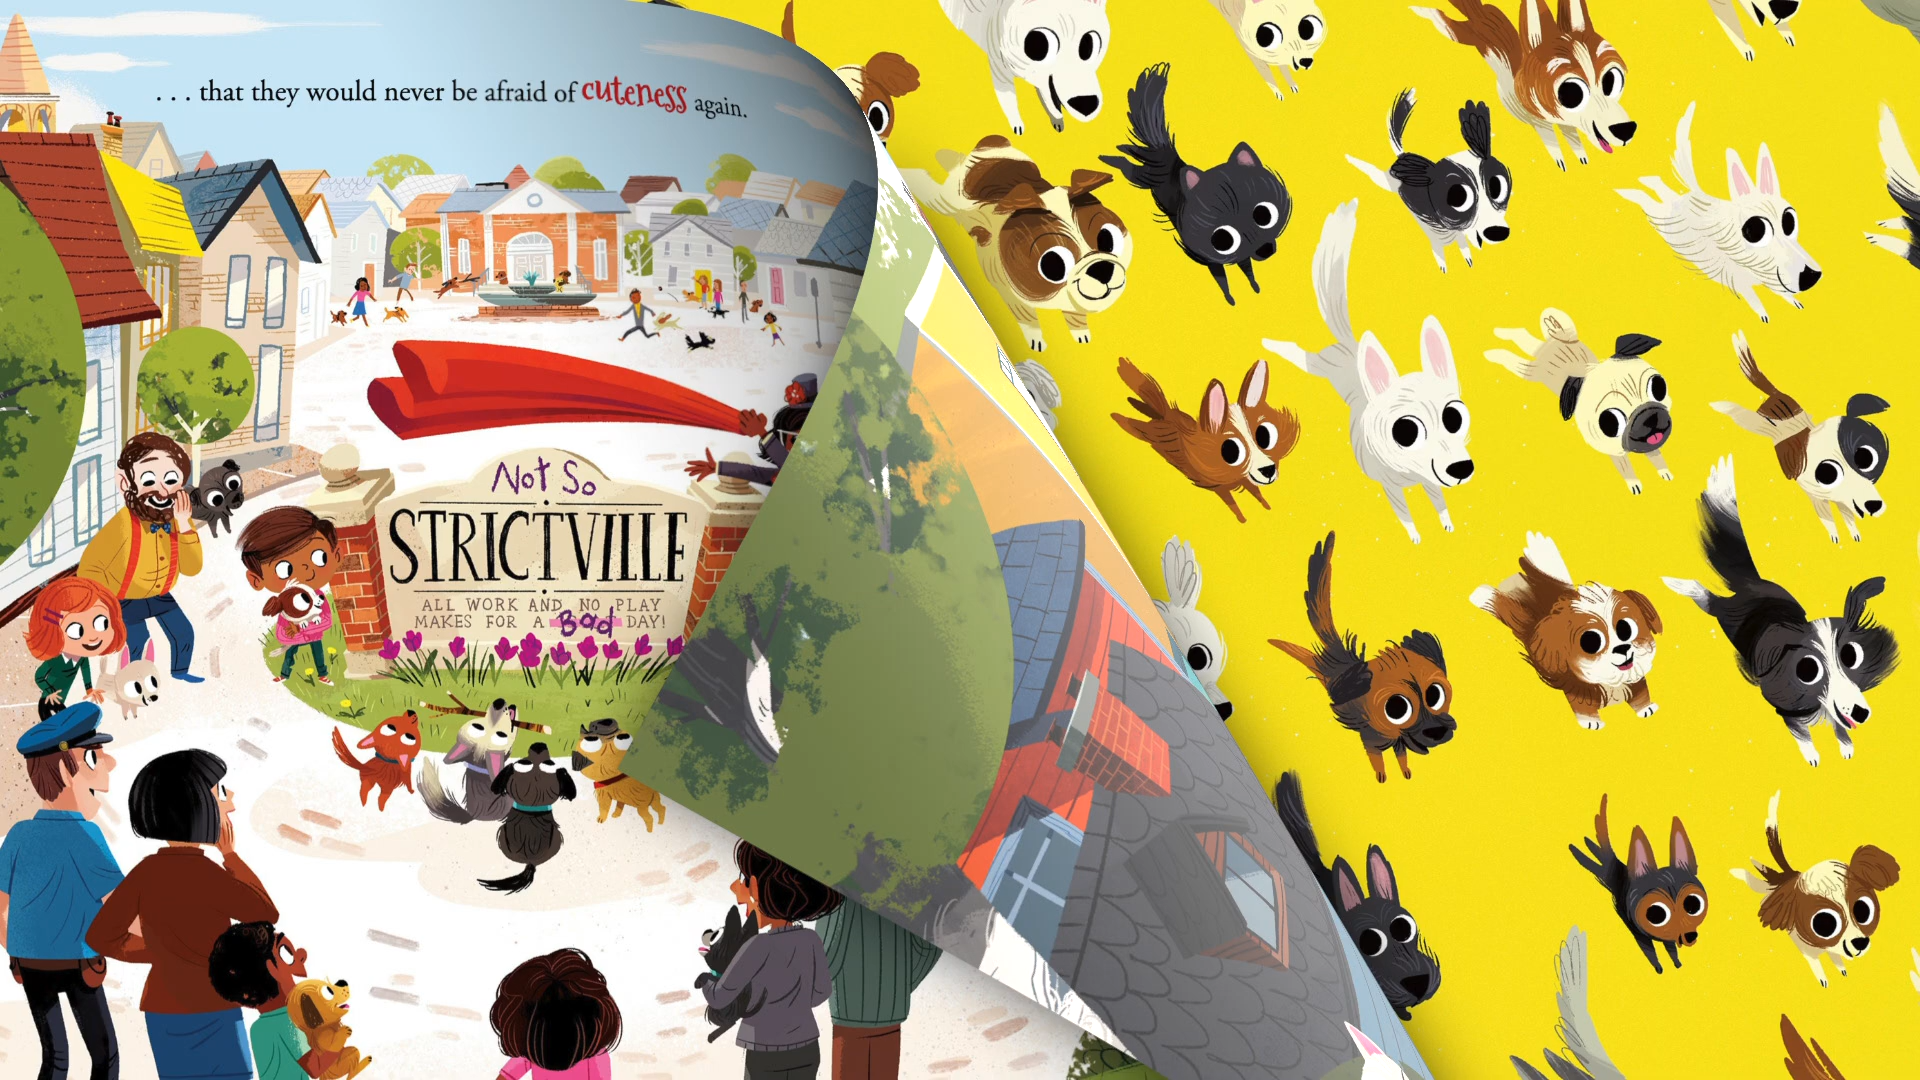 . . . that they would never be afraid of cuteness again.
Not So
STRICTVILLE
ALL WORK AND NO PLAY
MAKES FOR A Bad DAY!